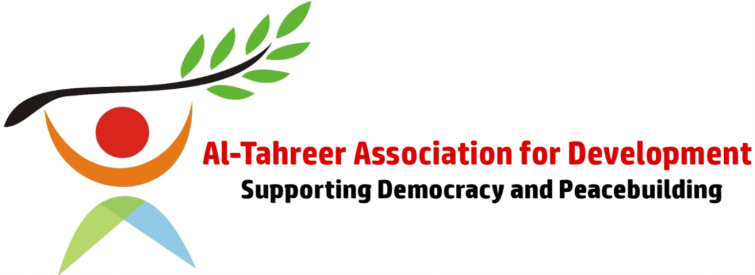 Al-Tahreer Association for Development
Supporting Democracy and Peacebuilding